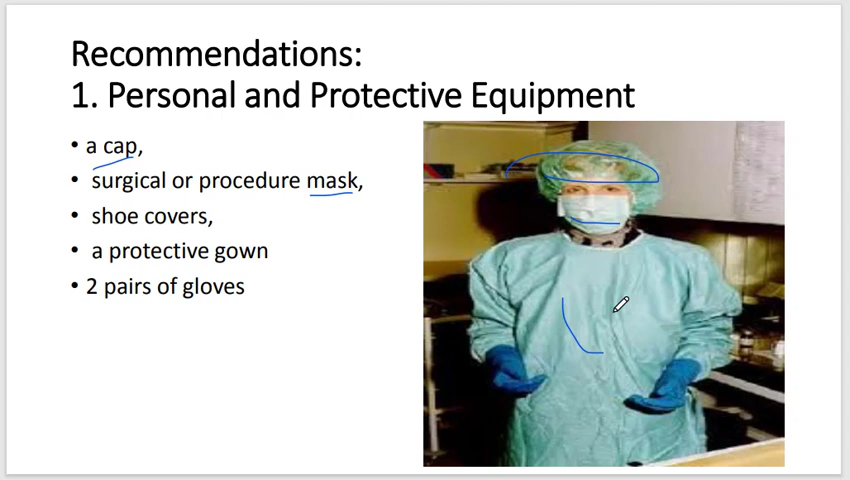 Recommendations:
1. Personal and Protective Equipment
• a cap,
• surgical or procedure mask,
• shoe covers,
• a protective gown
• 2 pairs of gloves